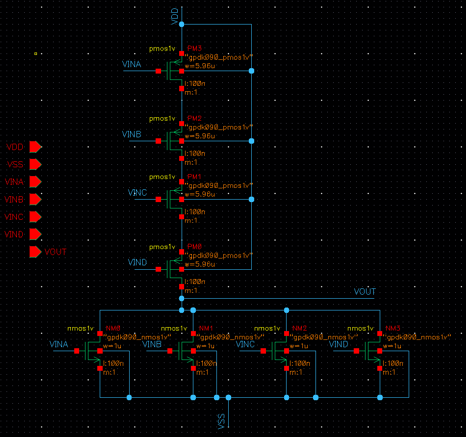 VDD
pmos1v
PM3
"gpdk090_pmos1v"
VINA
w=5.96u
l:100n
m:1
pmos1v
PM2
"gpdk090_pmos1v"
VINB
w=5.96u
l:100n
m:1
pmos1v
PM1
"gpdk090_pmos1v"
VINC
w=5.96u
l:100n
m:1
pmos1v
PM0
"gpdk090_pmos1v"
VIND
w=5.96u
l:100n
m:1
VDD
VSS
VINA
VINB
VINC
VIND
VOUT
VOUT
nmos1v
NM0
"gpdk090_nmos1v"
VINA
w=1u
l:100n
m:1
nmos1v
NM1
"gpdk090_nmos1v"
VINB
w=1u
l:100n
m:1
nmos1v
NM2
"gpdk090_nmos1v"
VINC
w=1u
l:100n
m:1
nmos1v
NM3
"gpdk090_nmos1v"
VIND
w=1u
l:100n
m:1
VSS